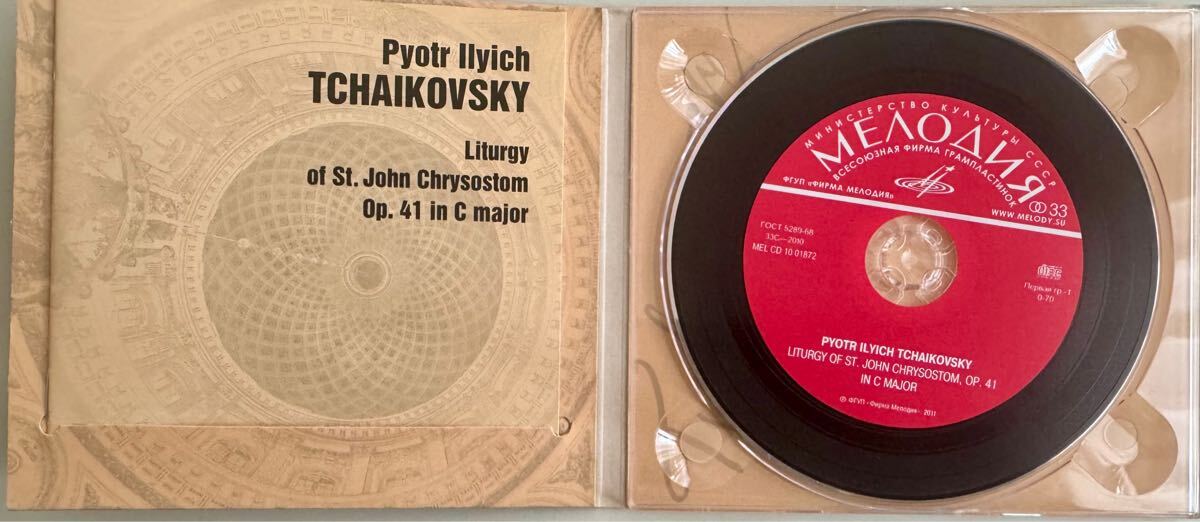 Pyotr Ilyich
TCHAIKOVSKY
Liturgy
of St. John Chrysostom
Op. 41 in C major
МИНИСТЕРСТВО КУЛЬТУРЫ СССР
МЕЛОДИЯ
ВСЕСОЮЗНАЯ ФИРМА ГРАМПЛАСТИНОК
ФГУП «ФИРМА МЕЛОДИЯ»
33
WWW.MELODY.SU
ГОСТ 5289-68
33С—2010
MEL CD 10 01872
Первая гр.-1
0-70
PYOTR ILYICH TCHAIKOVSKY
LITURGY OF ST. JOHN CHRYSOSTOM, OP. 41
IN C MAJOR
℗ ФГУП «Фирма Мелодия», 2011